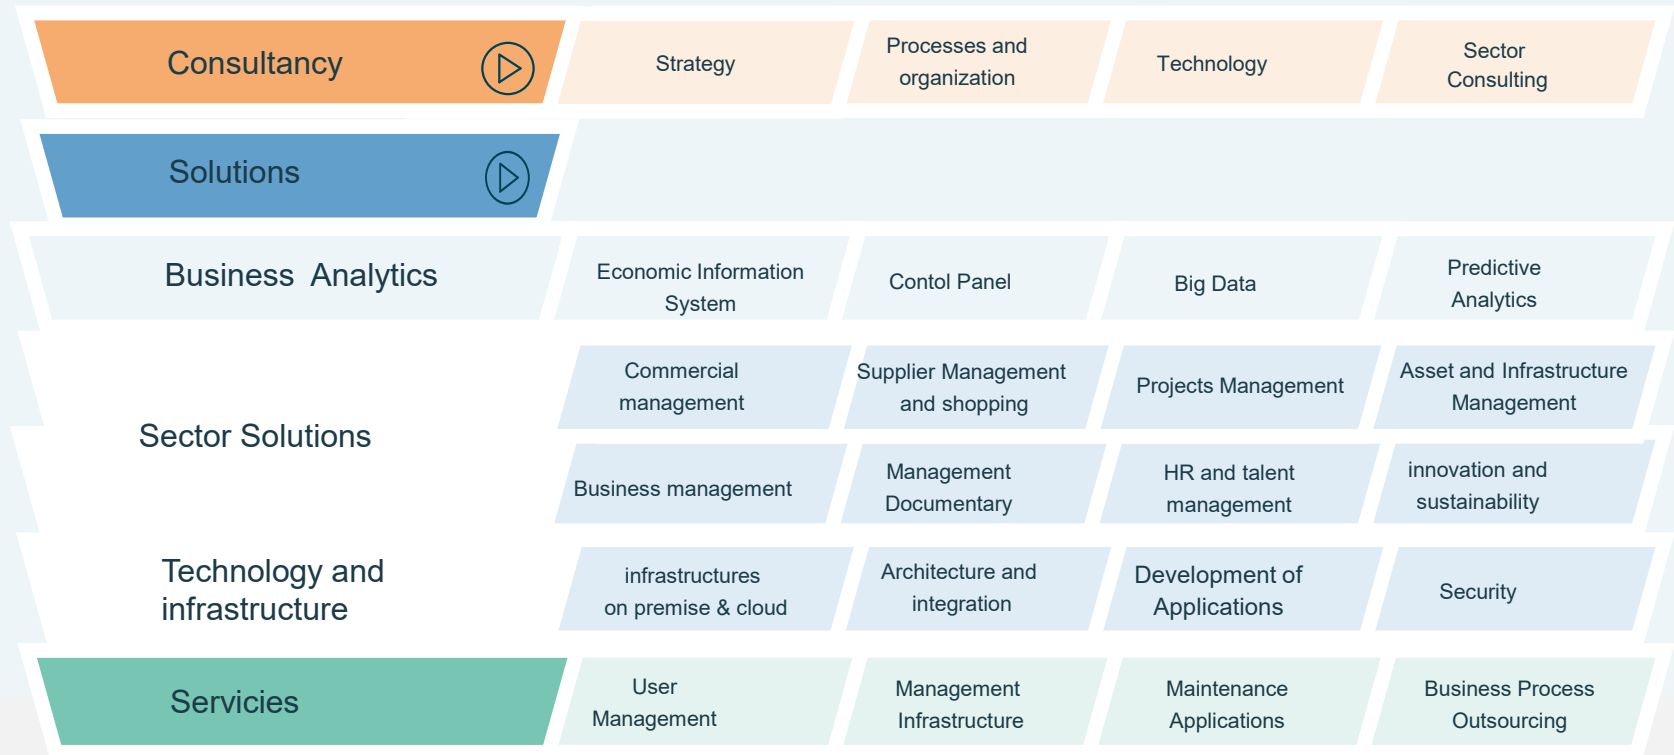 Consultancy
Strategy
Processes and
organization
Technology
Sector
Consulting
Solutions
Business Analytics
Economic Information
System
Contol Panel
Big Data
Predictive
Analytics
Sector Solutions
Commercial
management
Supplier Management
and shopping
Projects Management
Asset and Infrastructure
Management
Business management
Management
Documentary
HR and talent
management
innovation and
sustainability
Technology and
infrastructure
infrastructures
on premise & cloud
Architecture and
integration
Development of
Applications
Security
Servicies
User
Management
Management
Infrastructure
Maintenance
Applications
Business Process
Outsourcing